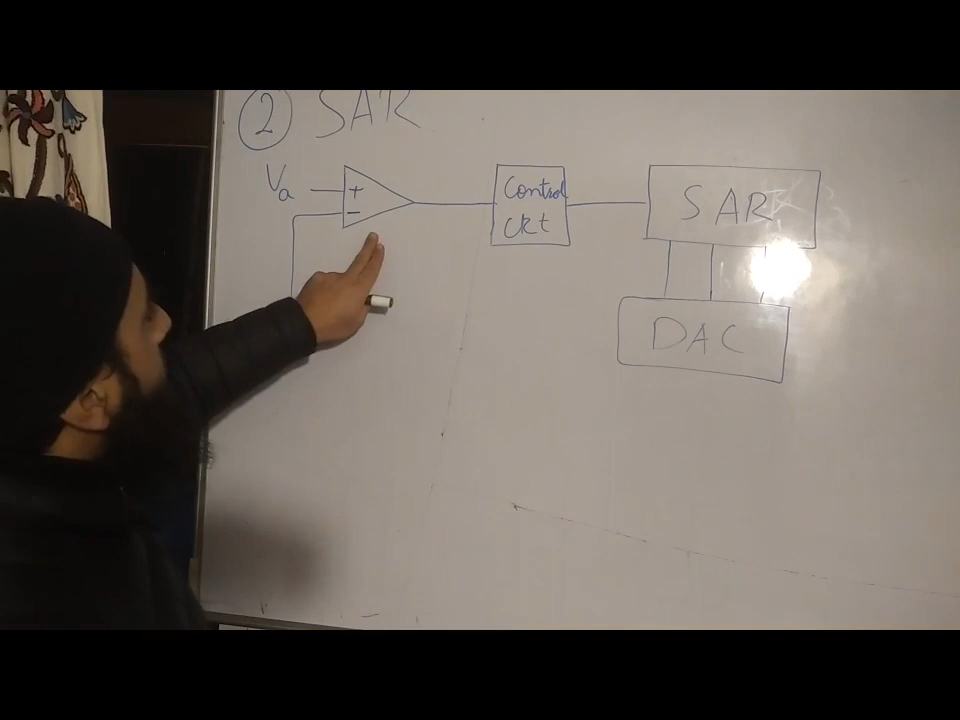 2 SAR
Va
+
-
Control
CKt
SAR
DAC